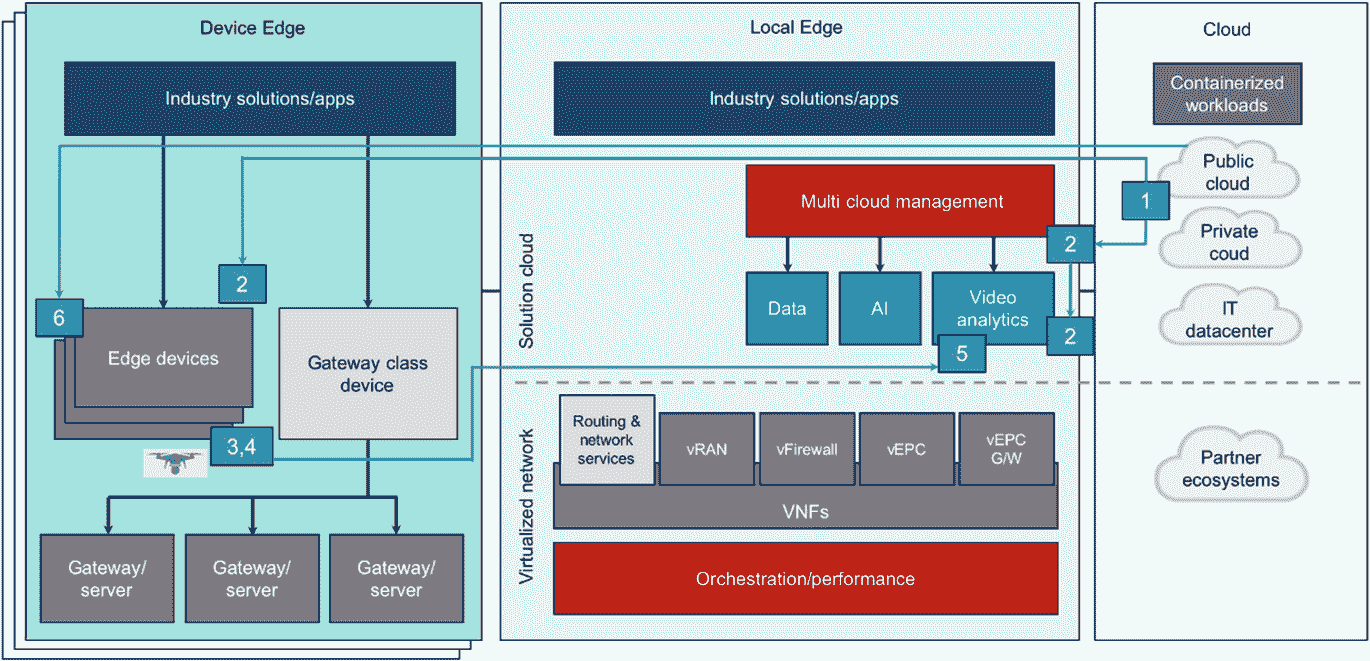 Device Edge
Industry solutions/apps
2
6
Edge devices
3,4
Gateway class
device
Gateway/
server
Gateway/
server
Gateway/
server
Local Edge
Industry solutions/apps
Solution cloud
Multi cloud management
2
Data
AI
Video
analytics
2
5
Virtualized network
Routing &
network
services
vRAN
vFirewall
vEPC
vEPC
G/W
VNFs
Orchestration/performance
Cloud
Containerized
workloads
Public
cloud
1
Private
coud
IT
datacenter
Partner
ecosystems